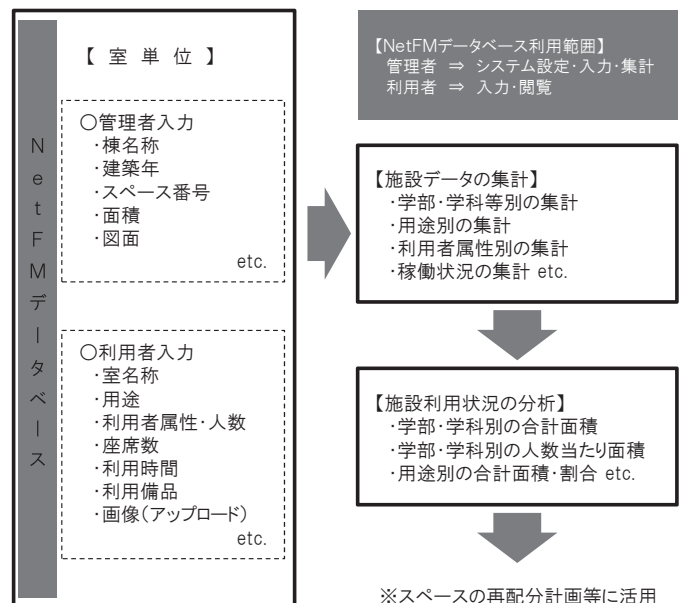 NetFMデータベース
【 室 単 位 】
○管理者入力
・棟名称
・建築年
・スペース番号
・面積
・図面
etc.
○利用者入力
・室名称
・用途
・利用者属性・人数
・座席数
・利用時間
・利用備品
・画像(アップロード)
etc.
【NetFMデータベース利用範囲】
管理者 ⇒ システム設定・入力・集計
利用者 ⇒ 入力・閲覧
【施設データの集計】
・学部・学科等別の集計
・用途別の集計
・利用者属性別の集計
・稼働状況の集計 etc.
【施設利用状況の分析】
・学部・学科別の合計面積
・学部・学科別の人数当たり面積
・用途別の合計面積・割合 etc.
※スペースの再配分計画等に活用